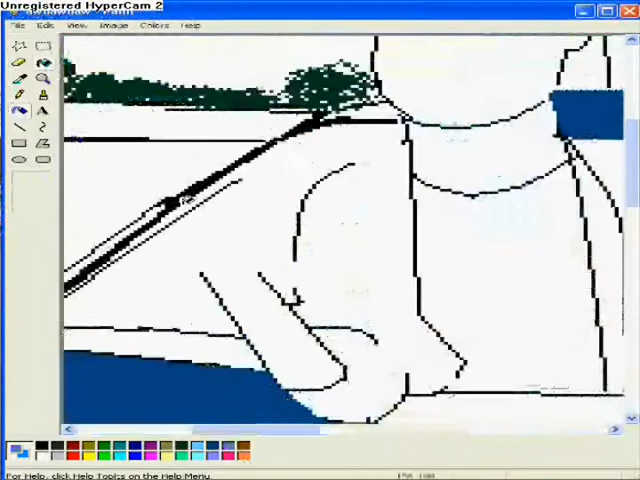 Unregistered HyperCam 2
File Edit View Image Colors Help
A
For Help, click Help Topics on the Help Menu.